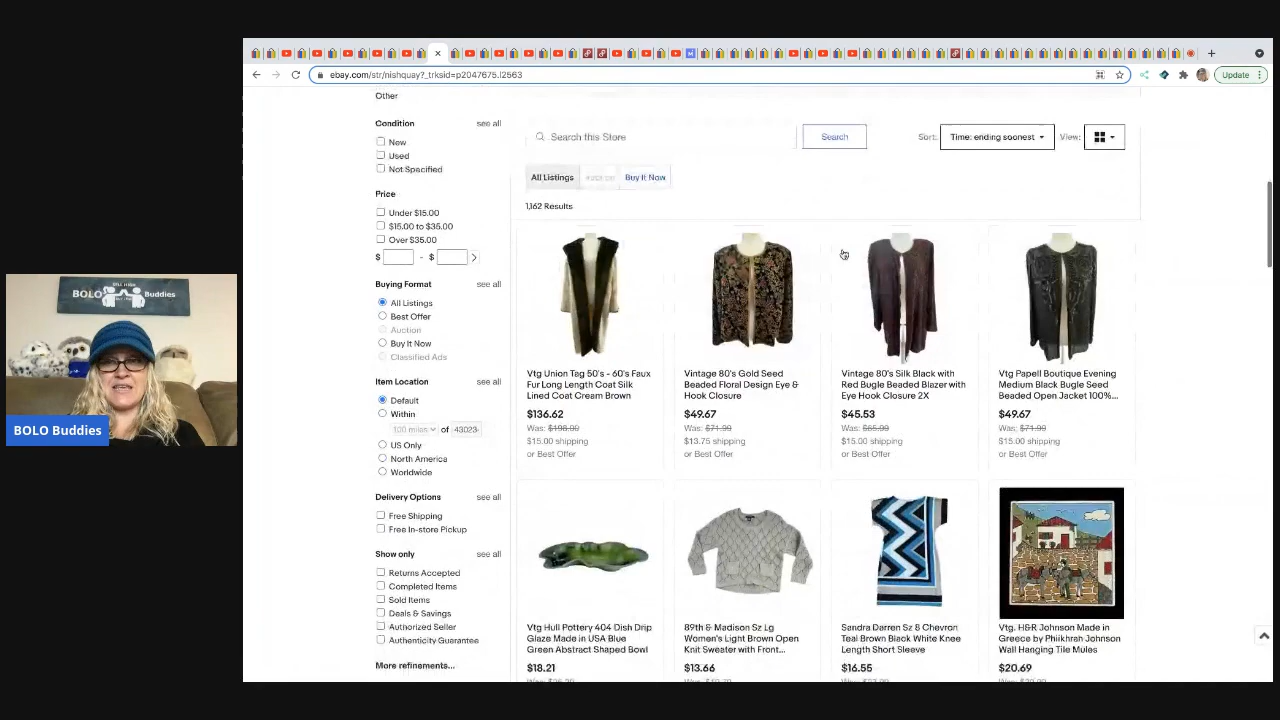 ebay.com/str/nishquay?_trksid=p2047675.l2563
Update
Other
Condition
see all
New
Used
Not Specified
Price
Under $15.00
$15.00 to $35.00
Over $35.00
$ - $
Buying Format
see all
All Listings
Best Offer
Auction
Buy It Now
Classified Ads
Item Location
see all
Default
Within
100 miles of 43023
US Only
North America
Worldwide
Delivery Options
see all
Free Shipping
Free In-store Pickup
Show only
see all
Returns Accepted
Completed Items
Sold Items
Deals & Savings
Authorized Seller
Authenticity Guarantee
More refinements...
Search this Store
Search
Sort:
Time: ending soonest
View:
All Listings
Buy It Now
1,162 Results
Vtg Union Tag 50's - 60's Faux
Fur Long Length Coat Silk
Lined Coat Cream Brown
$136.62
Was: $198.00
$15.00 shipping
or Best Offer
Vintage 80's Gold Seed
Beaded Floral Design Eye &
Hook Closure
$49.67
Was: $71.99
$13.75 shipping
or Best Offer
Vintage 80's Silk Black with
Red Bugle Beaded Blazer with
Eye Hook Closure 2X
$45.53
Was: $65.99
$15.00 shipping
or Best Offer
Vtg Papell Boutique Evening
Medium Black Bugle Seed
Beaded Open Jacket 100%...
$49.67
Was: $71.99
$15.00 shipping
or Best Offer
Vtg Hull Pottery 404 Dish Drip
Glaze Made in USA Blue
Green Abstract Shaped Bowl
$18.21
89th & Madison Sz Lg
Women's Light Brown Open
Knit Sweater with Front...
$13.66
Sandra Darren Sz 8 Chevron
Teal Brown Black White Knee
Length Short Sleeve
$16.55
Vtg. H&R Johnson Made in
Greece by Phiikhrah Johnson
Wall Hanging Tile Mules
$20.69
BOLO Buddies
BOLO Buddies